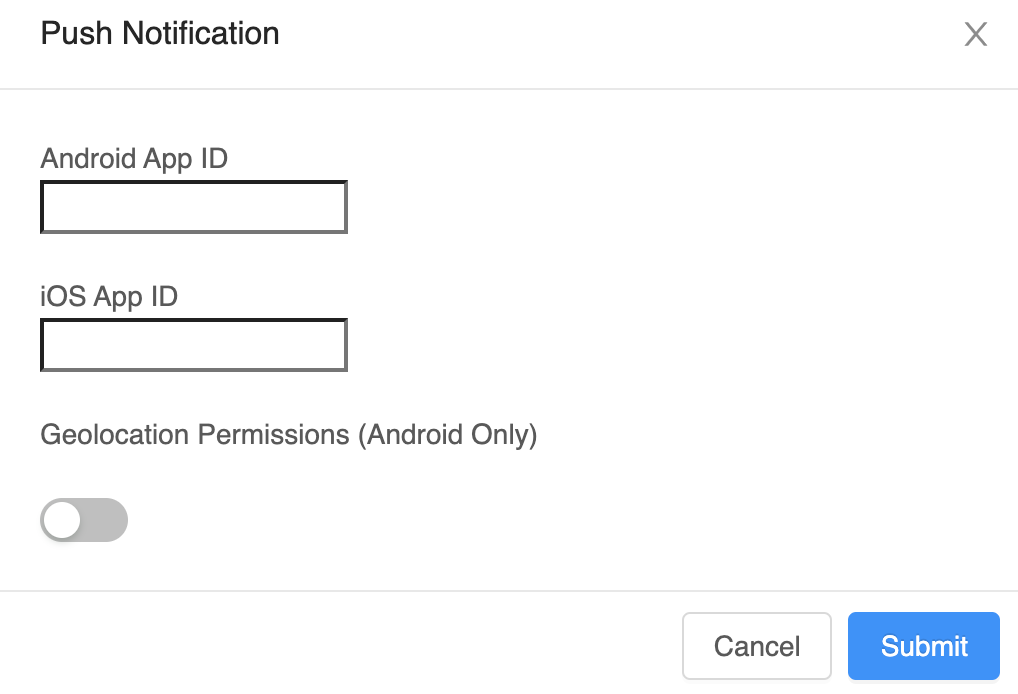 Push Notification
Android App ID
iOS App ID
Geolocation Permissions (Android Only)
Cancel
Submit